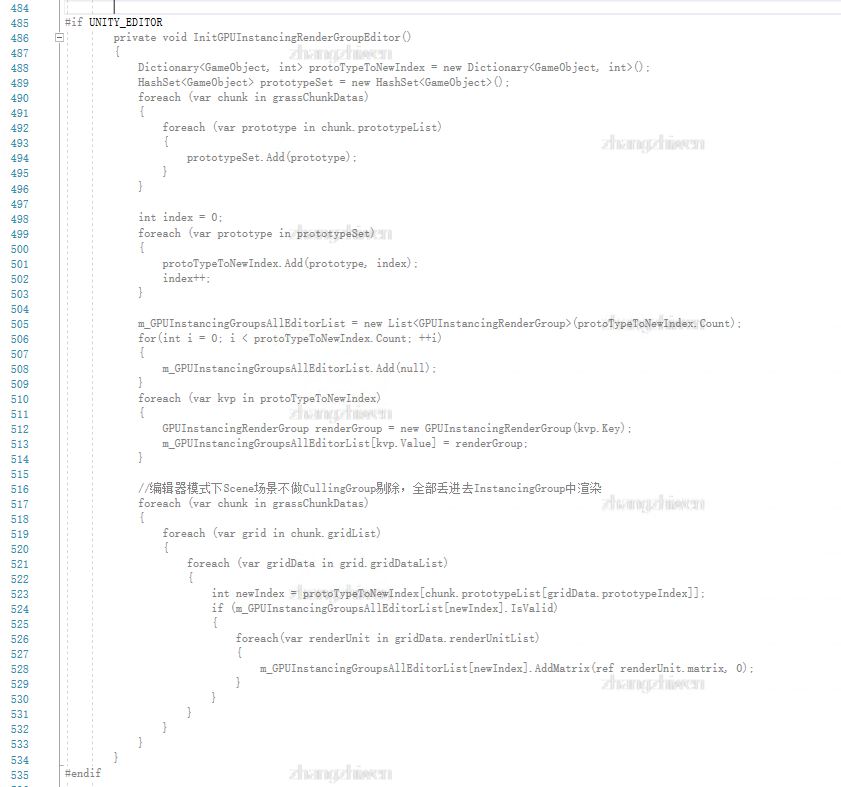 484
485 #if UNITY_EDITOR
486 private void InitGPUInstancingRenderGroupEditor()
487 {
488 Dictionary<GameObject, int> protoTypeToNewIndex = new Dictionary<GameObject, int>();
489 HashSet<GameObject> prototypeSet = new HashSet<GameObject>();
490 foreach (var chunk in grassChunkDatas)
491 {
492 foreach (var prototype in chunk.prototypeList)
493 {
494 prototypeSet.Add(prototype);
495 }
496 }
497
498 int index = 0;
499 foreach (var prototype in prototypeSet)
500 {
501 protoTypeToNewIndex.Add(prototype, index);
502 index++;
503 }
504
505 m_GPUInstancingGroupsAllEditorList = new List<GPUInstancingRenderGroup>(protoTypeToNewIndex.Count);
506 for(int i = 0; i < protoTypeToNewIndex.Count; ++i)
507 {
508 m_GPUInstancingGroupsAllEditorList.Add(null);
509 }
510 foreach (var kvp in protoTypeToNewIndex)
511 {
512 GPUInstancingRenderGroup renderGroup = new GPUInstancingRenderGroup(kvp.Key);
513 m_GPUInstancingGroupsAllEditorList[kvp.Value] = renderGroup;
514 }
515
516 //编辑器模式下Scene场景不做CullingGroup剔除，全部丢进去InstancingGroup中渲染
517 foreach (var chunk in grassChunkDatas)
518 {
519 foreach (var grid in chunk.gridList)
520 {
521 foreach (var gridData in grid.gridDataList)
522 {
523 int newIndex = protoTypeToNewIndex[chunk.prototypeList[gridData.prototypeIndex]];
524 if (m_GPUInstancingGroupsAllEditorList[newIndex].IsValid)
525 {
526 foreach(var renderUnit in gridData.renderUnitList)
527 {
528 m_GPUInstancingGroupsAllEditorList[newIndex].AddMatrix(ref renderUnit.matrix, 0);
529 }
530 }
531 }
532 }
533 }
534 }
535 #endif
zhangzhiwen
zhangzhiwen
zhangzhiwen
zhangzhiwen
zhangzhiwen
zhangzhiwen
zhangzhiwen
zhangzhiwen
zhangzhiwen